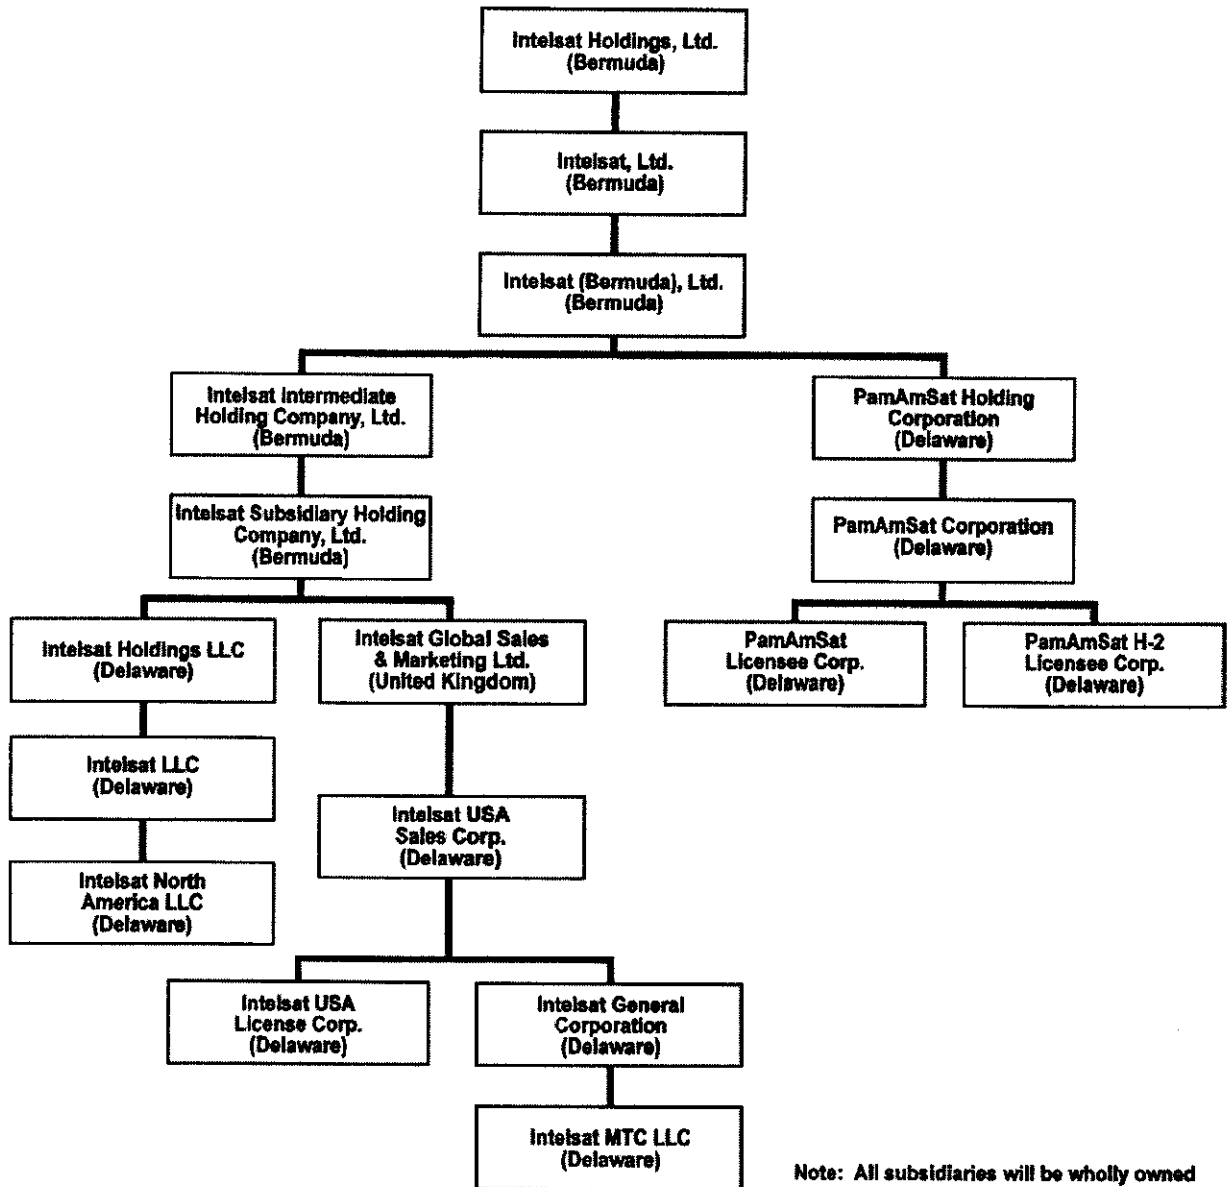 Intelsat Holdings, Ltd.
(Bermuda)
Intelsat, Ltd.
(Bermuda)
Intelsat (Bermuda), Ltd.
(Bermuda)
Intelsat Intermediate
Holding Company, Ltd.
(Bermuda)
PamAmSat Holding
Corporation
(Delaware)
Intelsat Subsidiary Holding
Company, Ltd.
(Bermuda)
PamAmSat Corporation
(Delaware)
Intelsat Holdings LLC
(Delaware)
Intelsat Global Sales
& Marketing Ltd.
(United Kingdom)
PamAmSat
Licensee Corp.
(Delaware)
PamAmSat H-2
Licensee Corp.
(Delaware)
Intelsat LLC
(Delaware)
Intelsat USA
Sales Corp.
(Delaware)
Intelsat North
America LLC
(Delaware)
Intelsat USA
License Corp.
(Delaware)
Intelsat General
Corporation
(Delaware)
Intelsat MTC LLC
(Delaware)
Note: All subsidiaries will be wholly owned